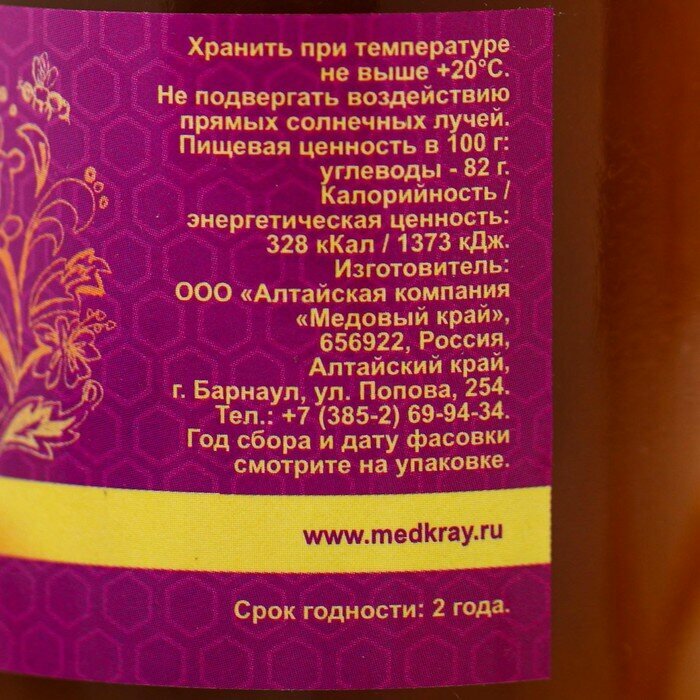 Хранить при температуре
не выше +20°С.
Не подвергать воздействию
прямых солнечных лучей.
Пищевая ценность в 100 г:
углеводы - 82 г.
Калорийность /
энергетическая ценность:
328 кКал / 1373 кДж.
Изготовитель:
ООО «Алтайская компания
«Медовый край»,
656922, Россия,
Алтайский край,
г. Барнаул, ул. Попова, 254.
Тел.: +7 (385-2) 69-94-34.
Год сбора и дату фасовки
смотрите на упаковке.
www.medkray.ru
Срок годности: 2 года.